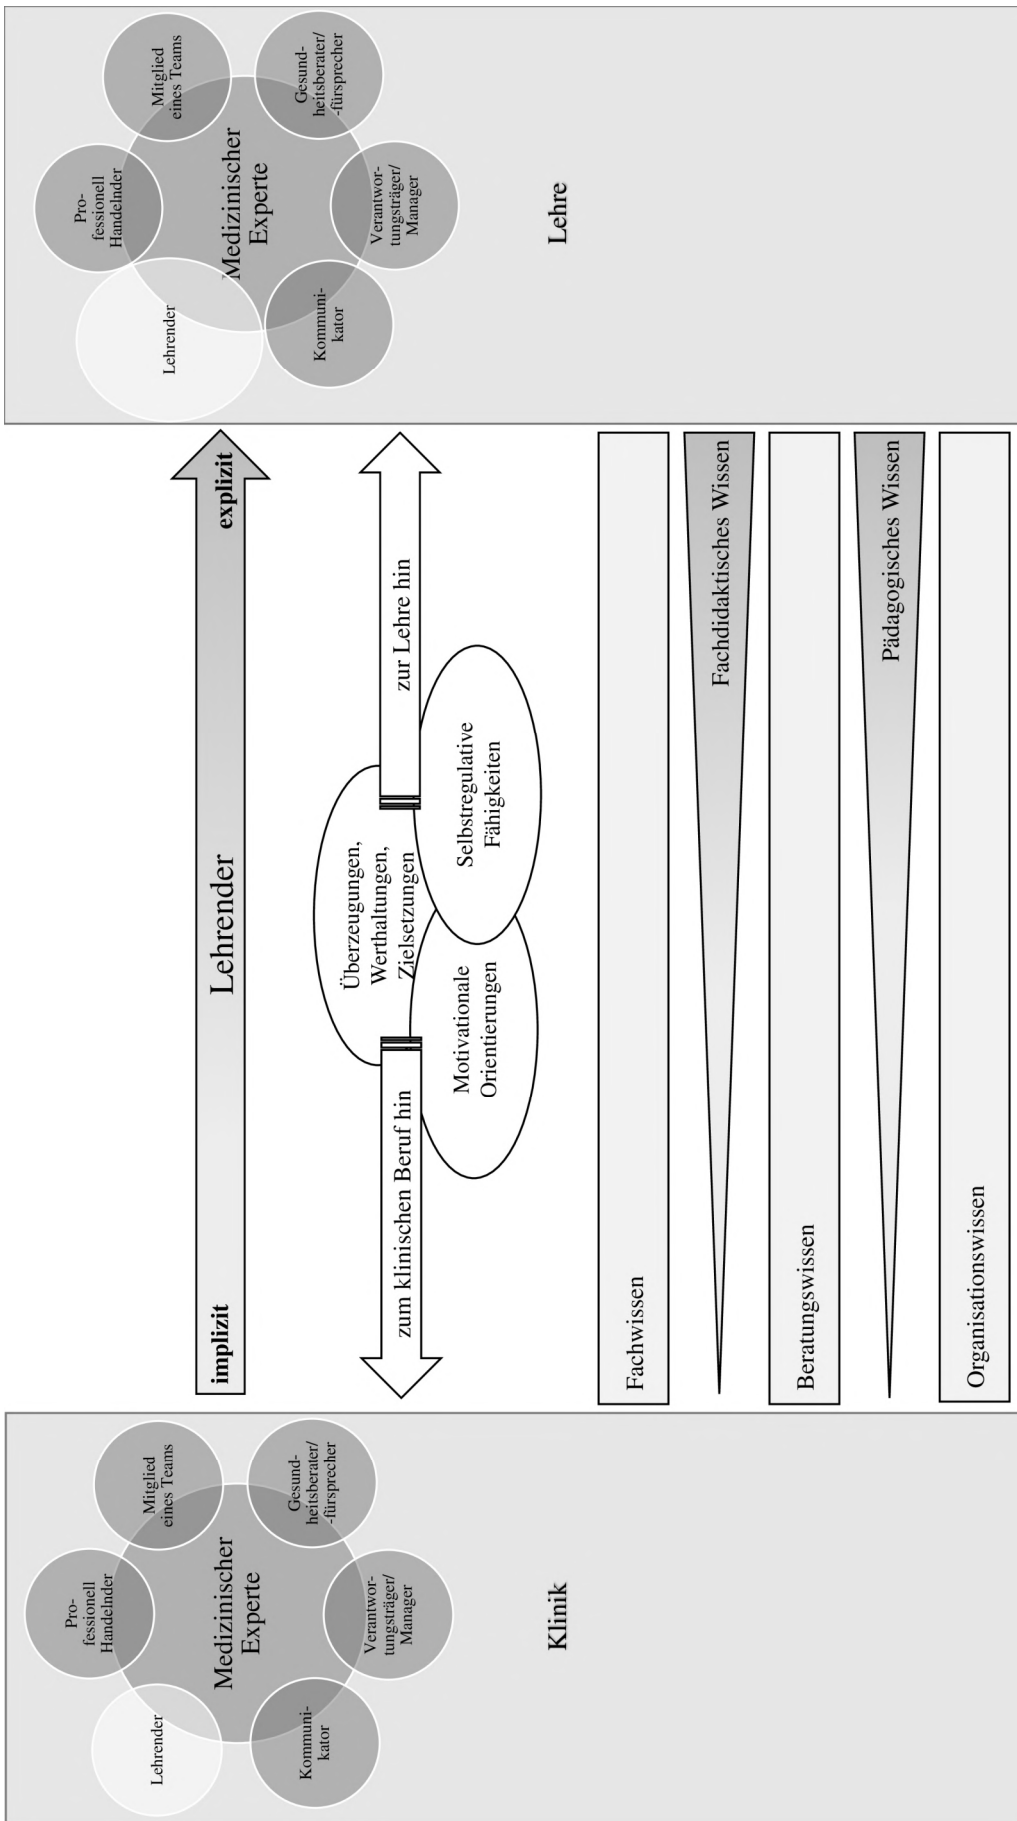 Pro-
fessionell
Handelnder
Mitglied
eines Teams
Lehrender
Medizinischer
Experte
Gesund-
heitsberater/
-fürsprecher
Kommuni-
kator
Verantwor-
tungsträger/
Manager
Klinik
implizit
Lehrender
explizit
Überzeugungen,
Werthaltungen,
Zielsetzungen
zum klinischen Beruf hin
zur Lehre hin
Motivationale
Orientierungen
Selbstregulative
Fähigkeiten
Fachwissen
Fachdidaktisches Wissen
Beratungswissen
Pädagogisches Wissen
Organisationswissen
Pro-
fessionell
Handelnder
Mitglied
eines Teams
Lehrender
Medizinischer
Experte
Gesund-
heitsberater/
-fürsprecher
Kommuni-
kator
Verantwor-
tungsträger/
Manager
Lehre